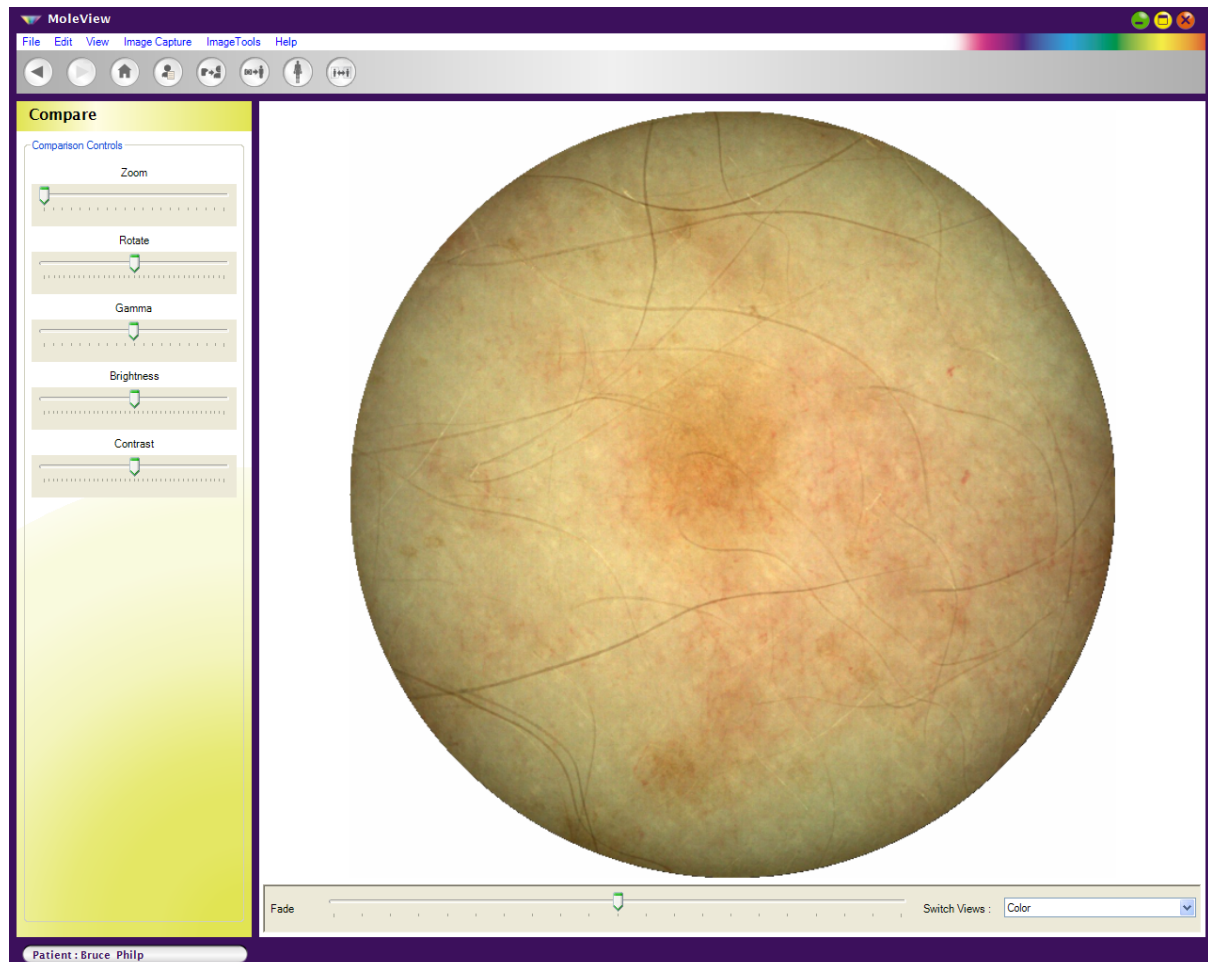 MoleView
File Edit View Image Capture ImageTools Help
Compare
Comparison Controls
Zoom
Rotate
Gamma
Brightness
Contrast
Fade
Switch Views :
Color
Patient : Bruce Philp